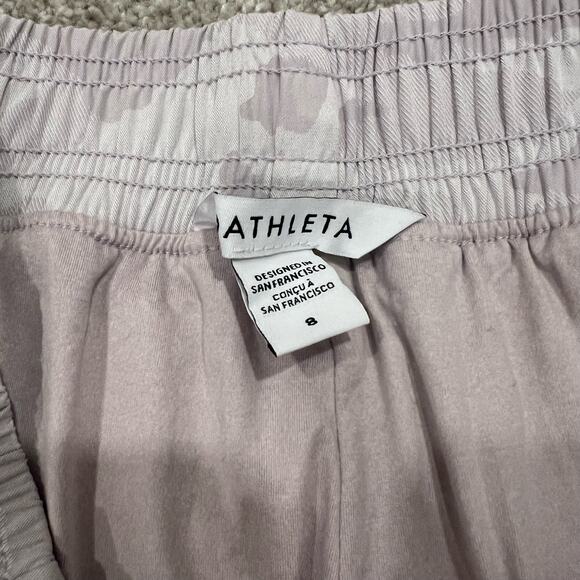 ATHLETA
DESIGNED IN
SAN FRANCISCO
CONÇU À
SAN FRANCISCO
8